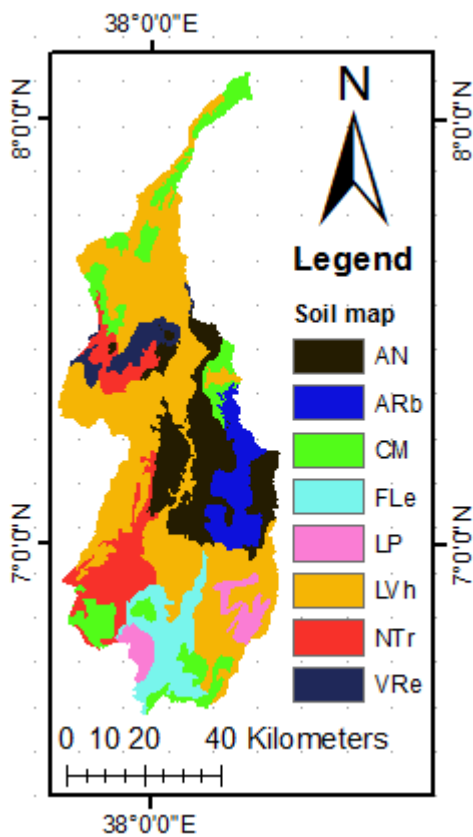 38°0'0"E
8°0'0"N
8°0'0"N
N
Legend
Soil map
AN
ARb
CM
FLe
LP
LVh
NTr
VRe
7°0'0"N
7°0'0"N
0 10 20 40 Kilometers
38°0'0"E